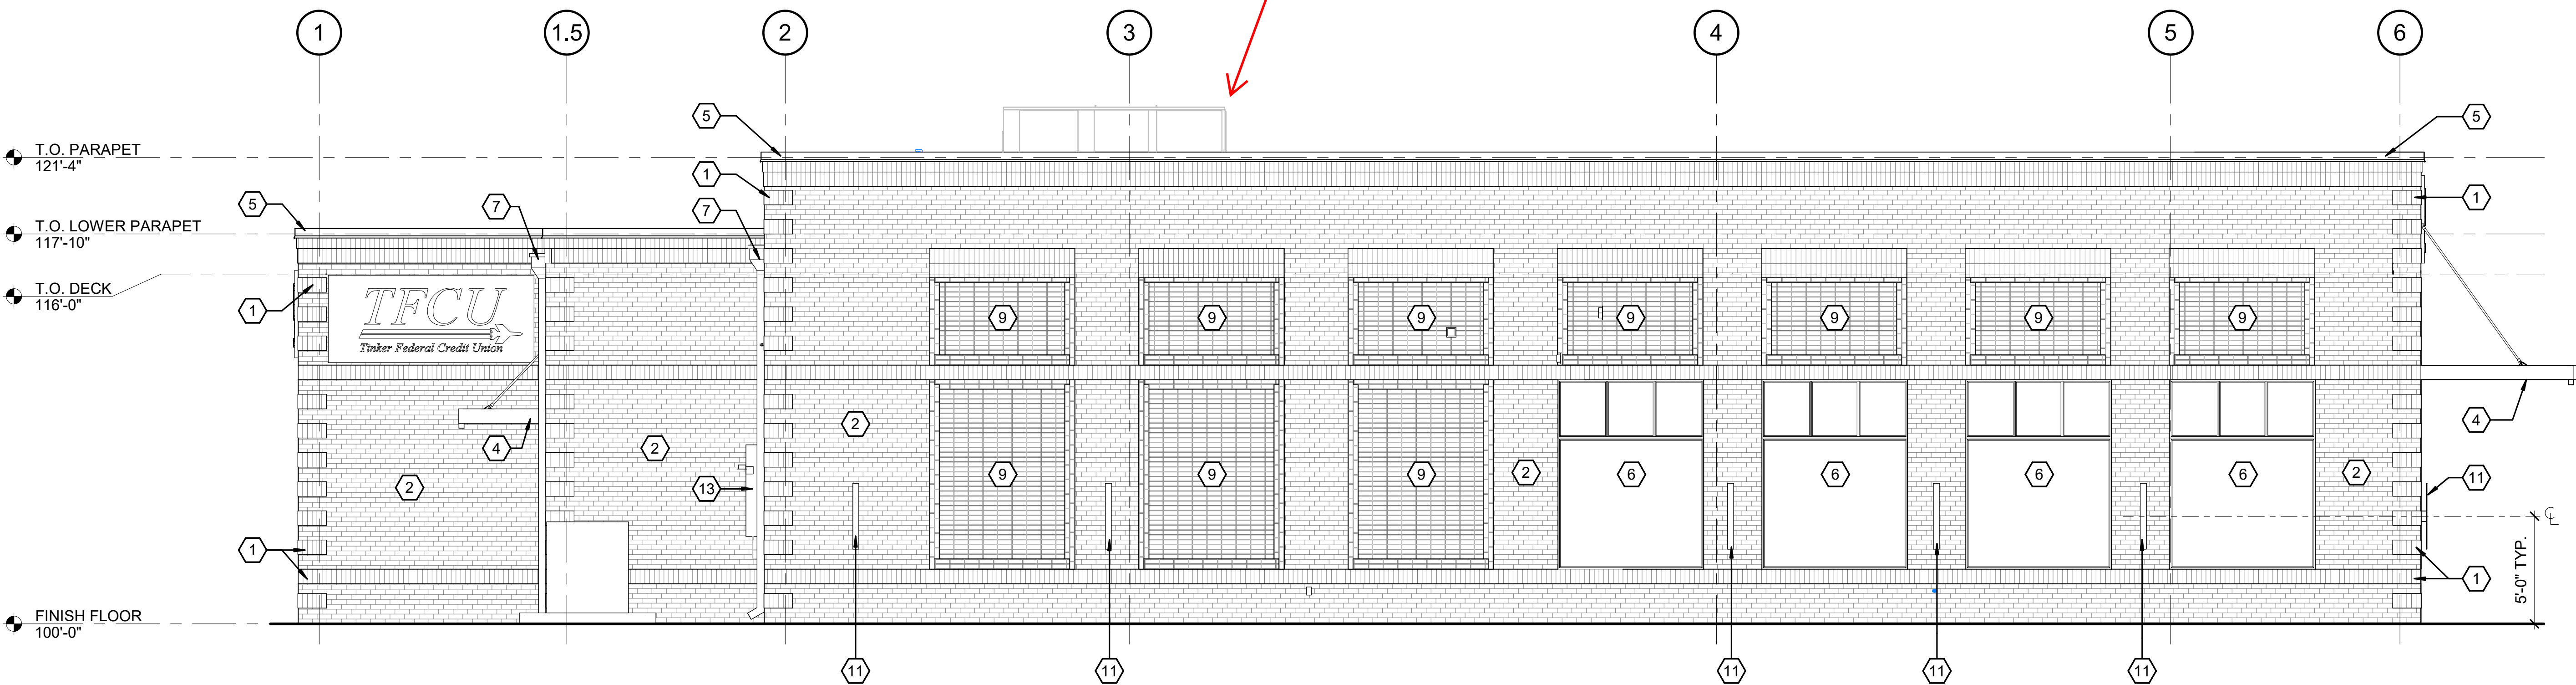 1 1.5 2 3 4 5 6
5 5
T.O. PARAPET
121'-4"
1 1
5 7 7
T.O. LOWER PARAPET
117'-10"
T.O. DECK
116'-0"
1
TFCU
Tinker Federal Credit Union
9 9 9 9 9 9 9
4 2 4
2 2
13 9 9 9 2 6 6 6 6 2 11
2
CL
1 1
5'-0" TYP.
FINISH FLOOR
100'-0"
11 11 11 11 11